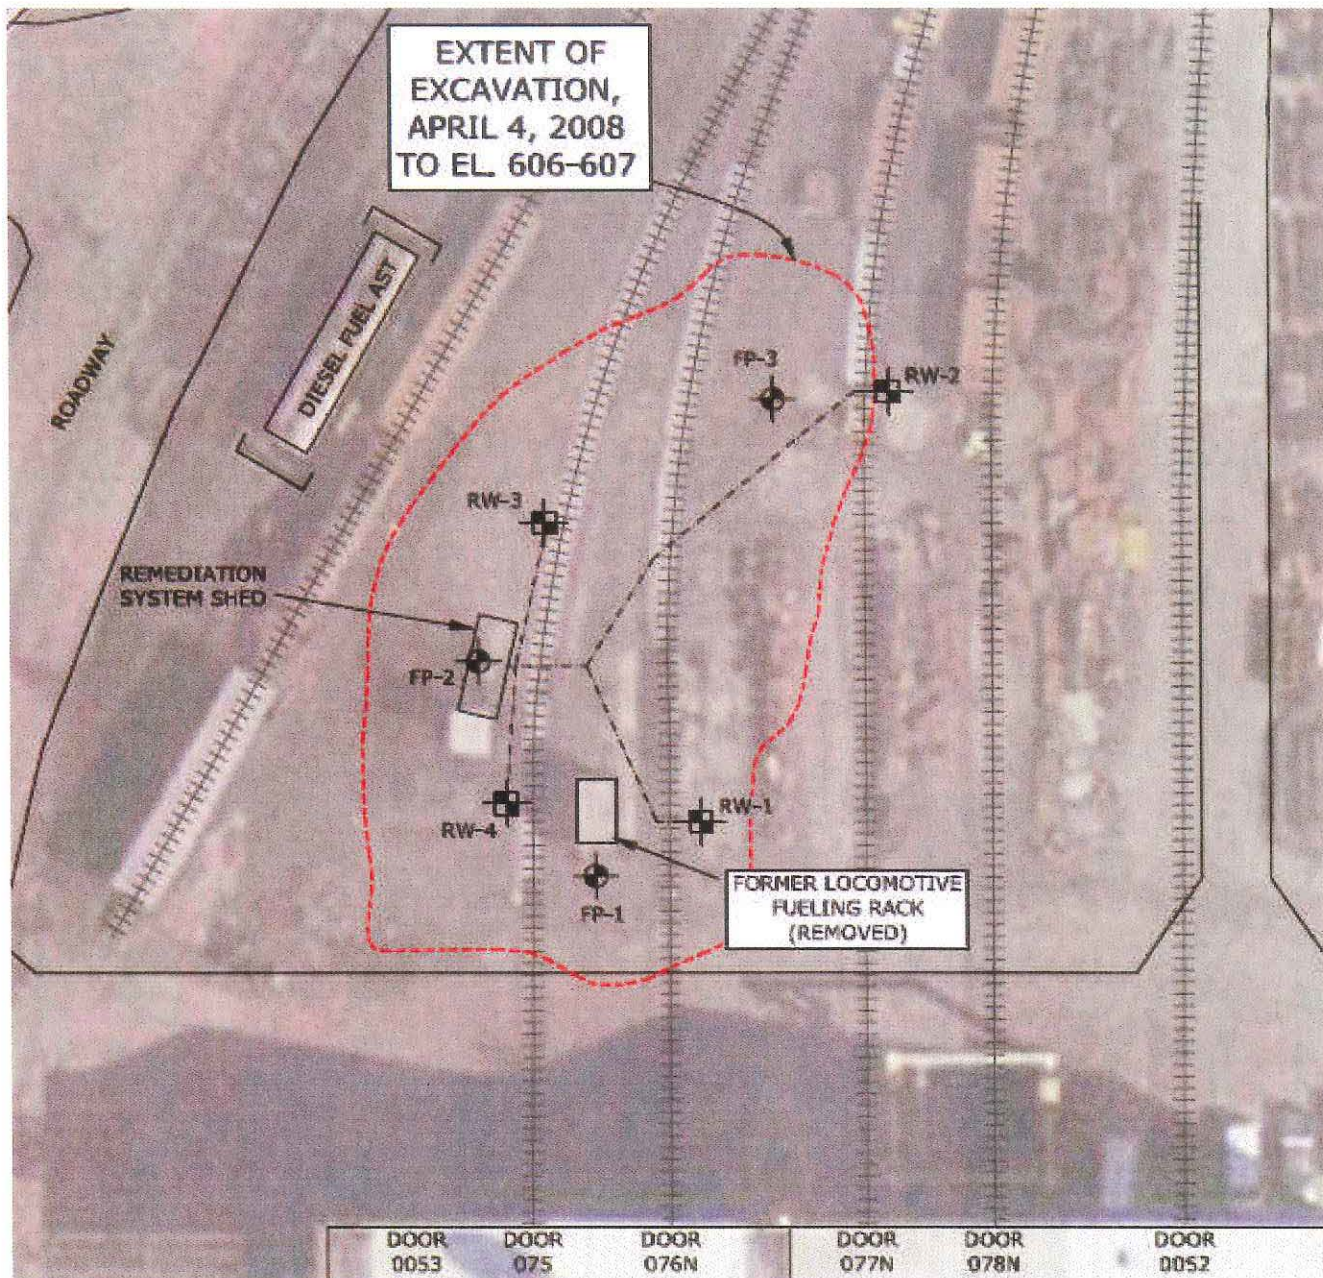 EXTENT OF
EXCAVATION,
APRIL 4, 2008
TO EL. 606-607
DIESEL FUEL AST
ROADWAY
FP-3
RW-2
RW-3
REMEDIATION
SYSTEM SHED
FP-2
RW-4
RW-1
FP-1
FORMER LOCOMOTIVE
FUELING RACK
(REMOVED)
DOOR
0053
DOOR
075
DOOR
076N
DOOR
077N
DOOR
078N
DOOR
0052